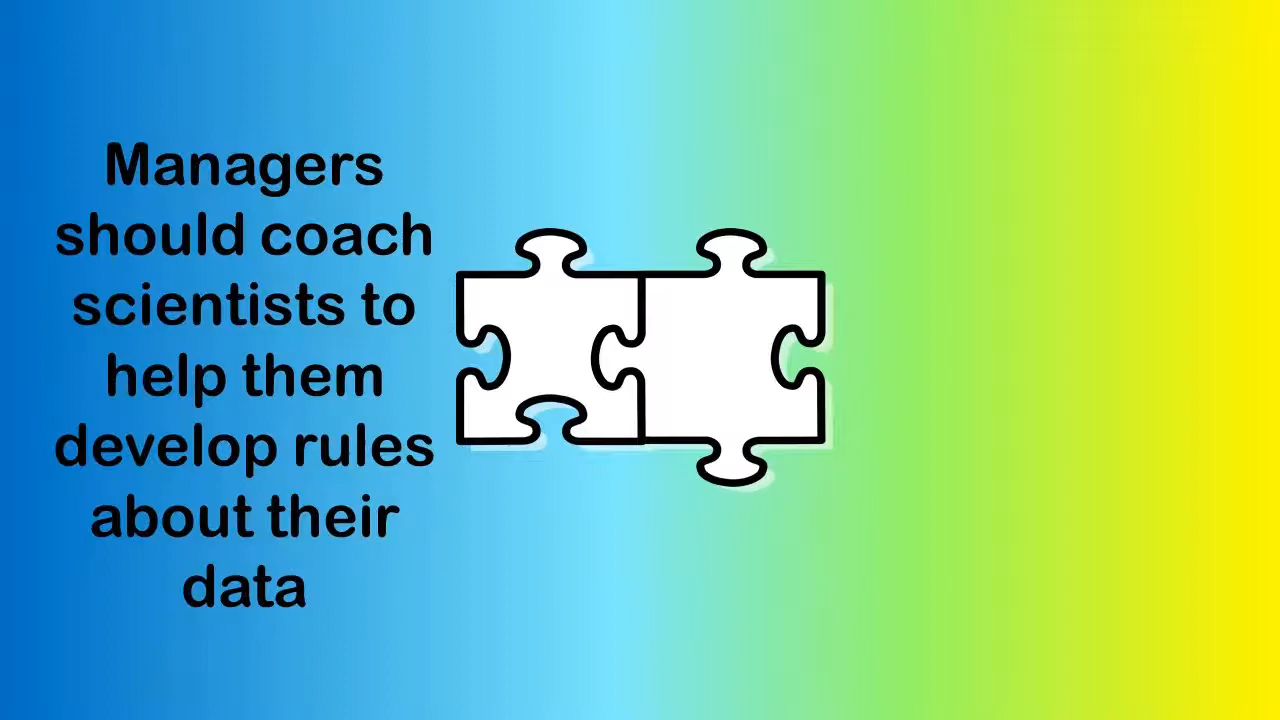 Managers
should coach
scientists to
help them
develop rules
about their
data